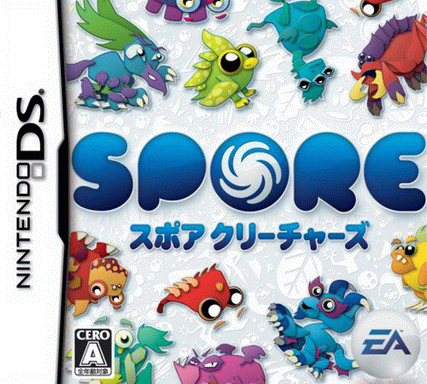 NINTENDO DS.
SPORE
スポア クリーチャーズ
CERO
A
全年齢対象
EA